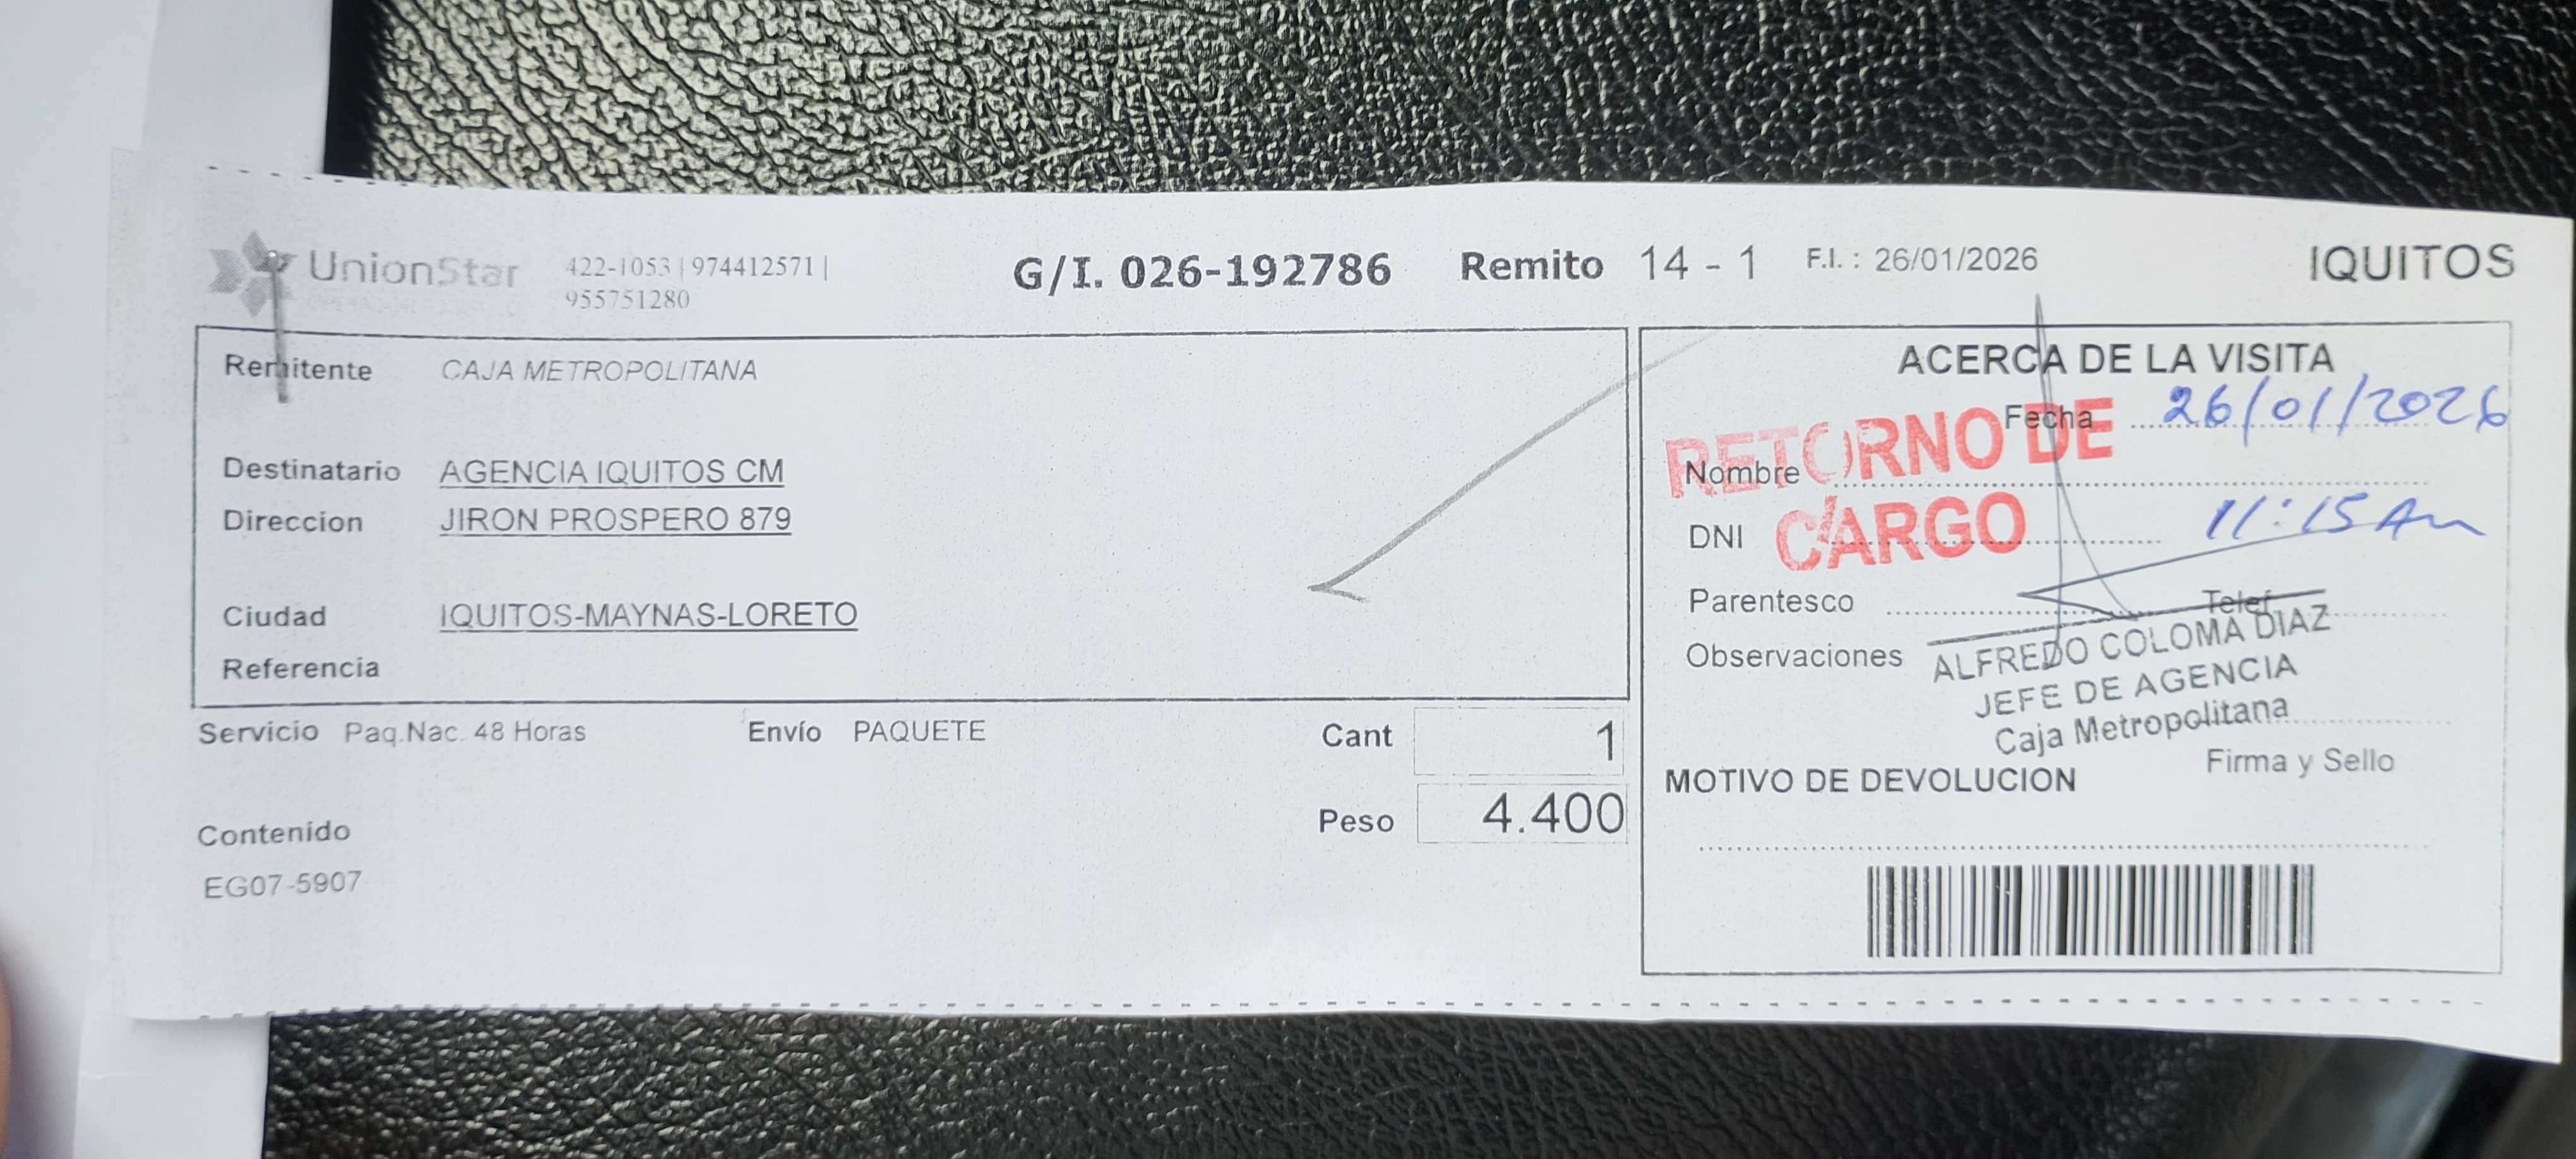 UnionStar
422-1053 | 974412571 |
955751280
G/I. 026-192786 Remito 14 - 1 F.I. : 26/01/2026 IQUITOS
Remitente CAJA METROPOLITANA
Destinatario AGENCIA IQUITOS CM
Direccion JIRON PROSPERO 879
Ciudad IQUITOS-MAYNAS-LORETO
Referencia
Servicio Paq.Nac. 48 Horas Envío PAQUETE Cant 1
Peso 4.400
Contenido
EG07-5907
ACERCA DE LA VISITA
Fecha 26/01/2026
RETORNO DE
CARGO
Nombre
DNI 11:15 Am
Parentesco Telef
Observaciones
ALFREDO COLOMA DIAZ
JEFE DE AGENCIA
Caja Metropolitana
Firma y Sello
MOTIVO DE DEVOLUCION